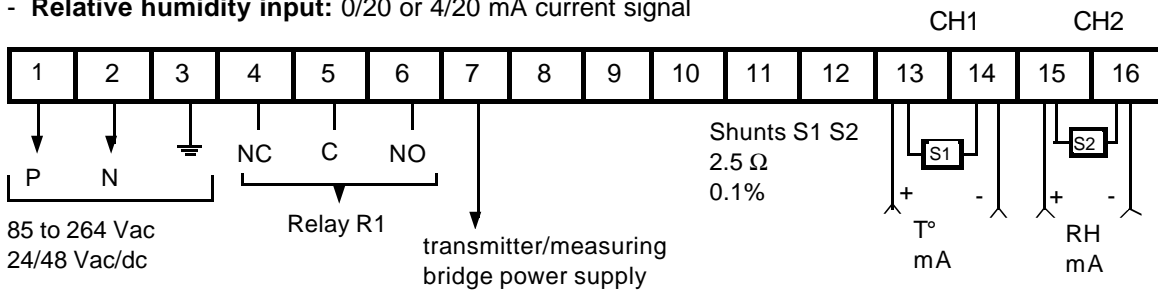 - Relative humidity input: 0/20 or 4/20 mA current signal
CH1 CH2
1 2 3 4 5 6 7 8 9 10 11 12 13 14 15 16
NC C NO
P N
Relay R1
85 to 264 Vac
24/48 Vac/dc
transmitter/measuring
bridge power supply
Shunts S1 S2
2.5 Ω
0.1%
S1
S2
+ - + -
T°
mA
RH
mA